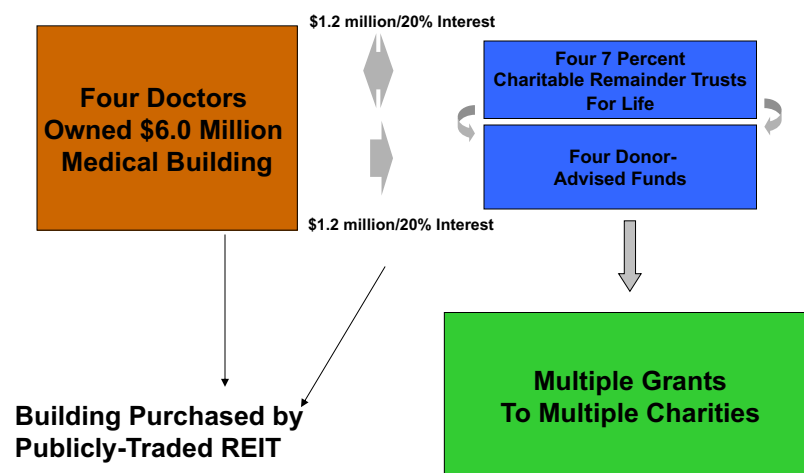 $1.2 million/20% Interest
Four Doctors
Owned $6.0 Million
Medical Building
Four 7 Percent
Charitable Remainder Trusts
For Life
Four Donor-
Advised Funds
$1.2 million/20% Interest
Multiple Grants
To Multiple Charities
Building Purchased by
Publicly-Traded REIT